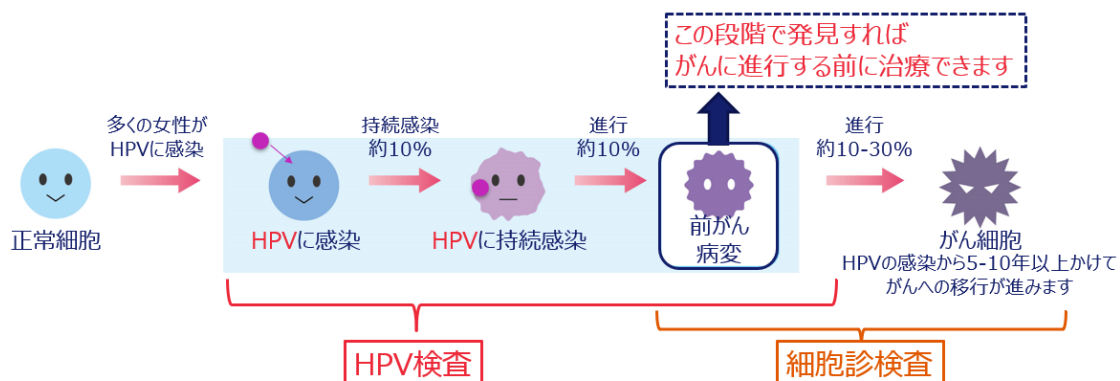 この段階で発見すれば
がんに進行する前に治療できます
多くの女性が
HPVに感染
持続感染
約10%
進行
約10%
進行
約10-30%
正常細胞
HPVに感染
HPVに持続感染
前がん
病変
がん細胞
HPVの感染から5-10年以上かけて
がんへの移行が進みます
HPV検査
細胞診検査